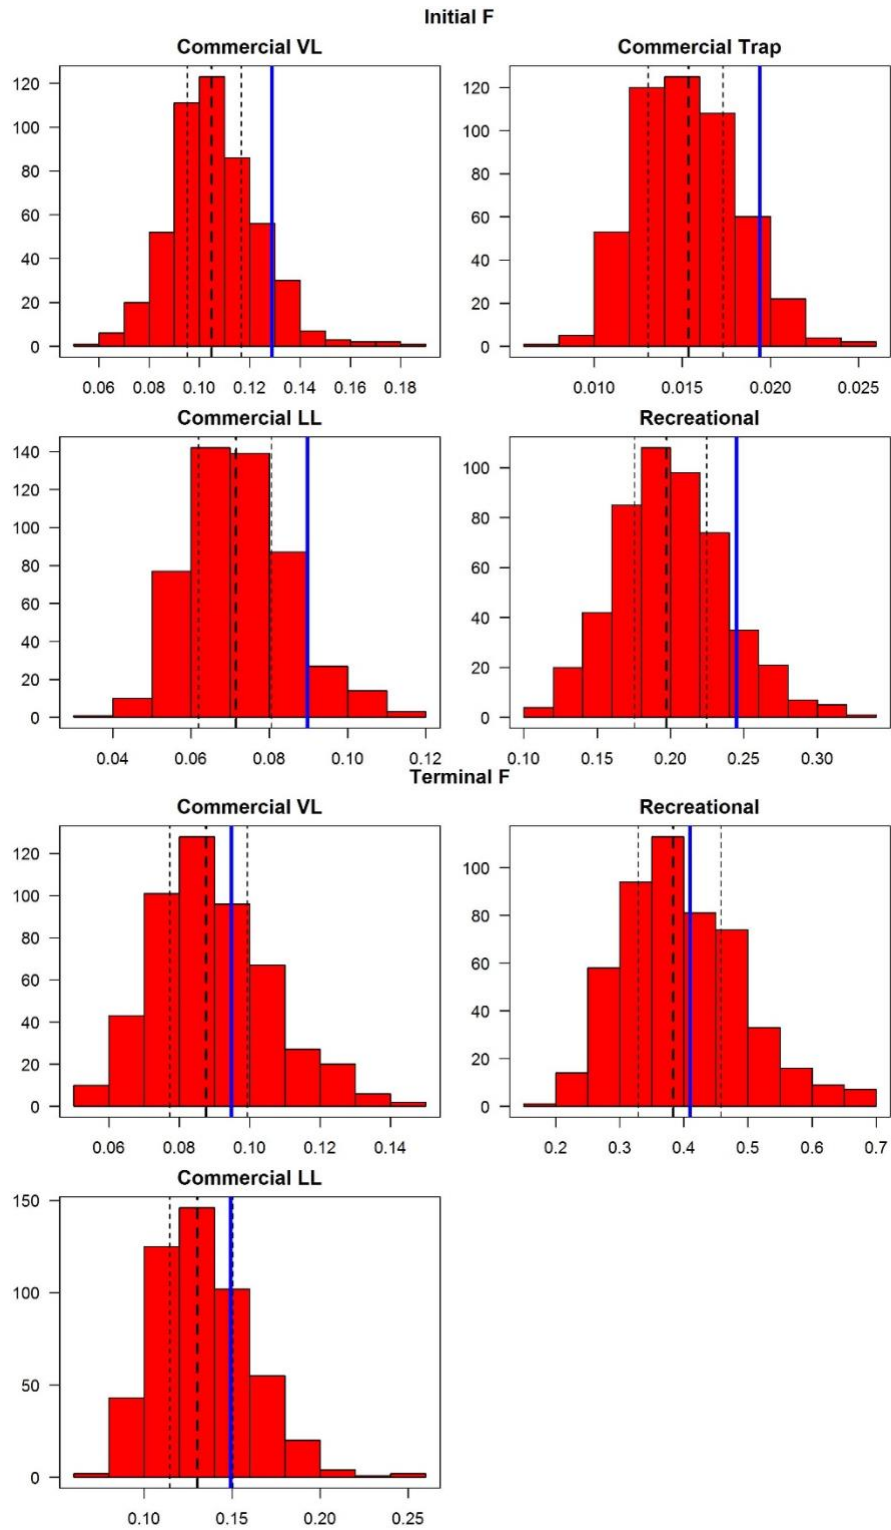 Initial F
Commercial VL
120
100
80
60
40
20
0
0.06 0.08 0.10 0.12 0.14 0.16 0.18
Commercial Trap
120
100
80
60
40
20
0
0.010 0.015 0.020 0.025
Commercial LL
140
120
100
80
60
40
20
0
0.04 0.06 0.08 0.10 0.12
Recreational
100
80
60
40
20
0
0.10 0.15 0.20 0.25 0.30
Terminal F
Commercial VL
120
100
80
60
40
20
0
0.06 0.08 0.10 0.12 0.14
Recreational
100
80
60
40
20
0
0.2 0.3 0.4 0.5 0.6 0.7
Commercial LL
150
100
50
0
0.10 0.15 0.20 0.25